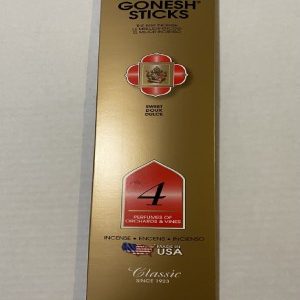 GONESH®
STICKS
SWEET
DOUX
DULCE
4
PERFUMES OF
ORCHARDS & VINES
INCENSE • ENCENS • INCIENSO
MADE IN
USA
Classic
SINCE 1923